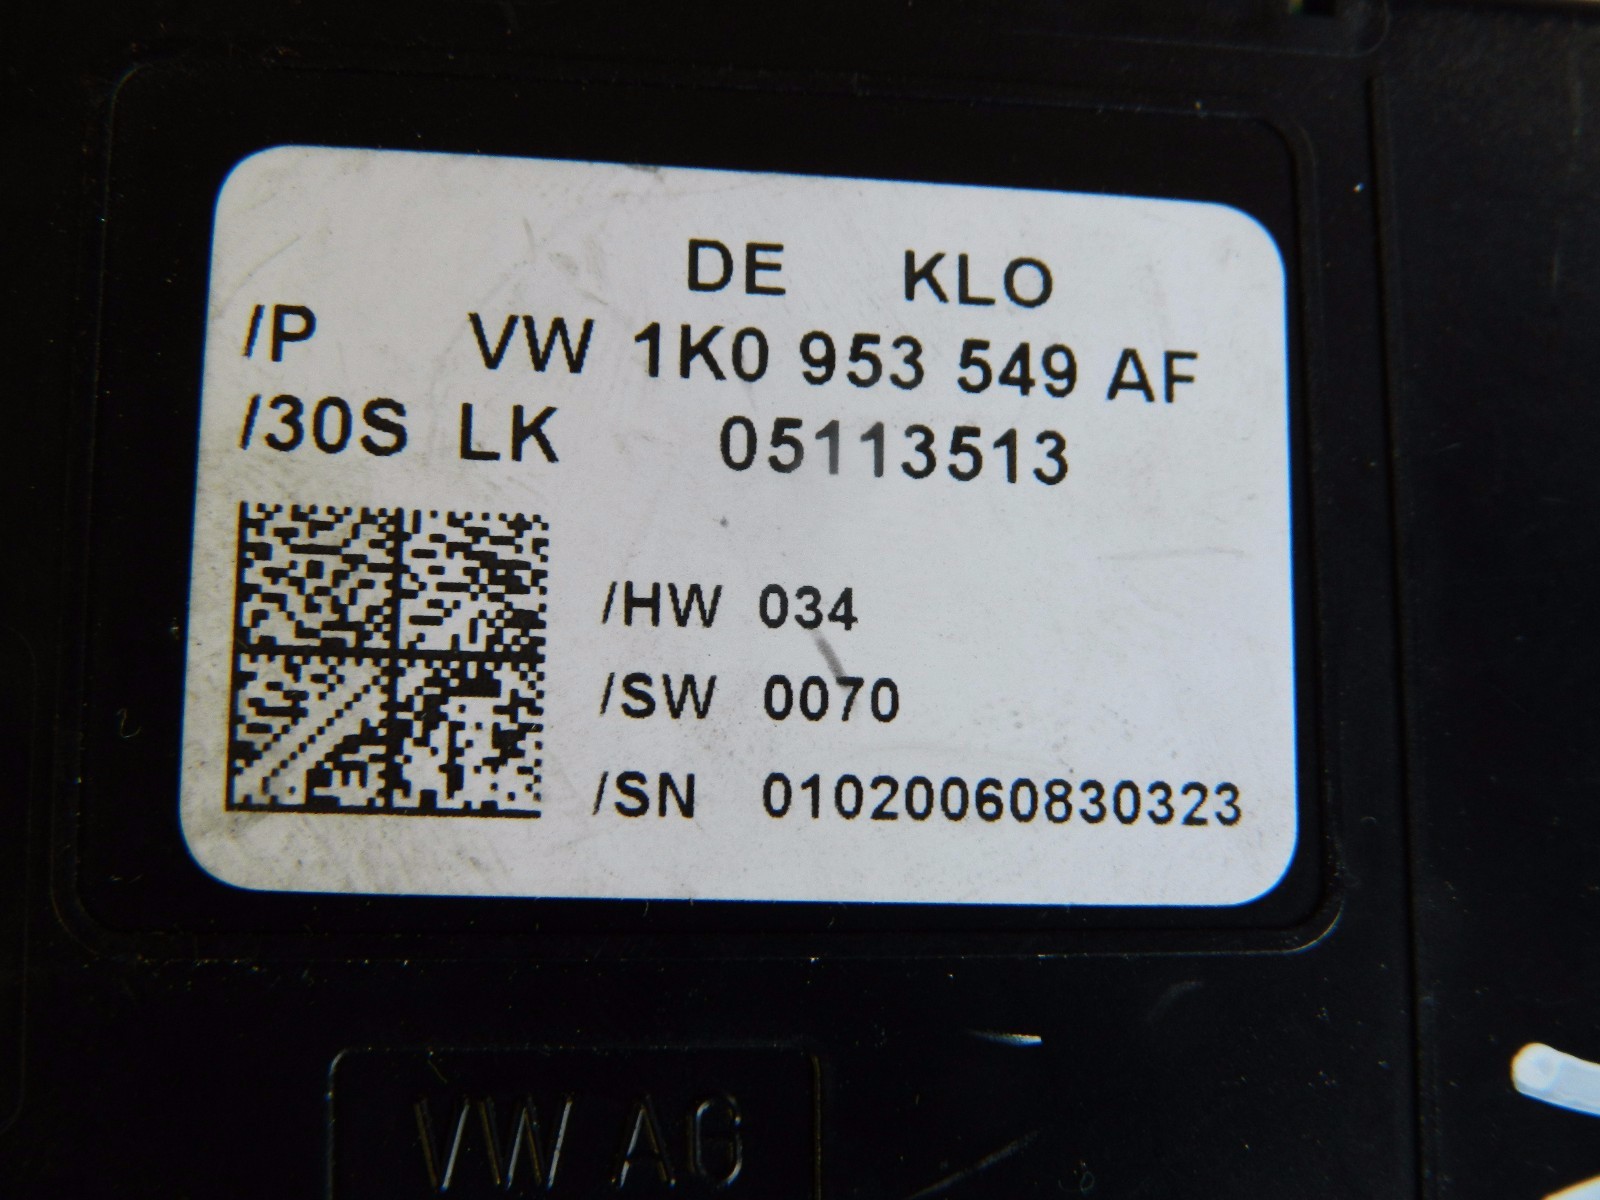 DE KLO
/P VW 1K0 953 549 AF
/30S LK 05113513
/HW 034
/SW 0070
/SN 01020060830323
VW AG